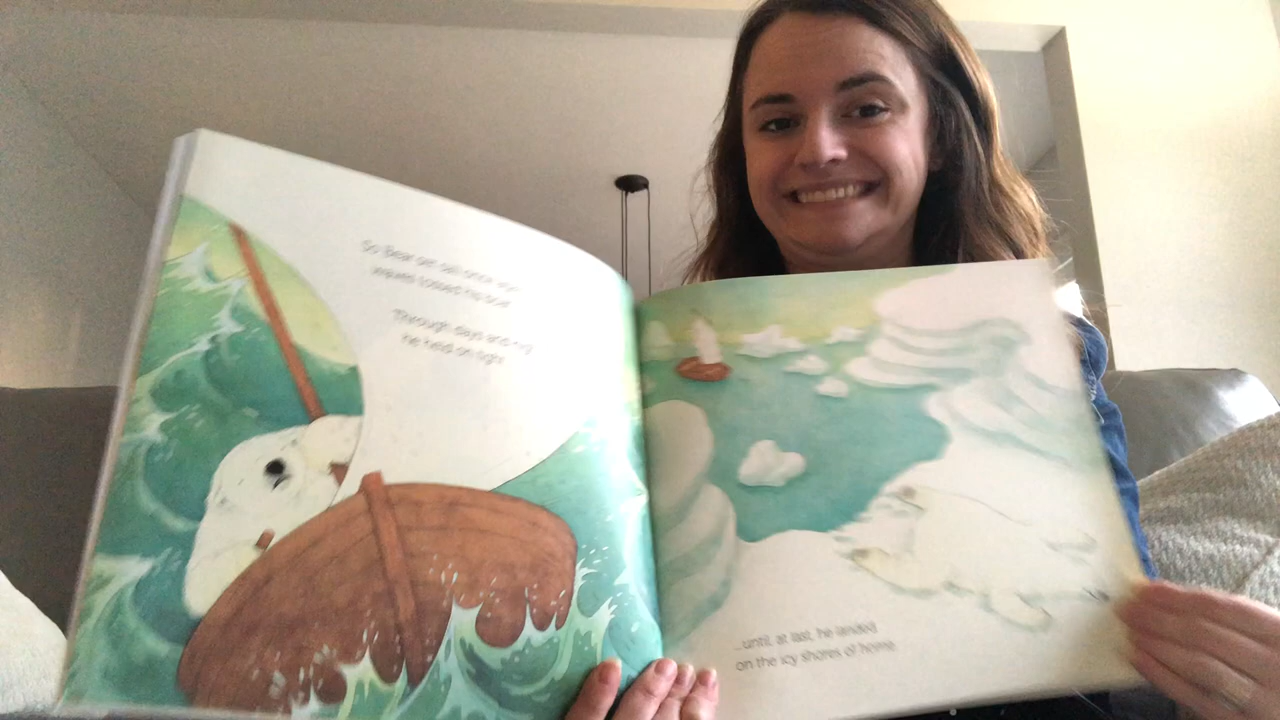 So Bear set sail once
waves tossed his boat.
Through days and
he held on tight
...until, at last, he landed
on the icy shores of home.